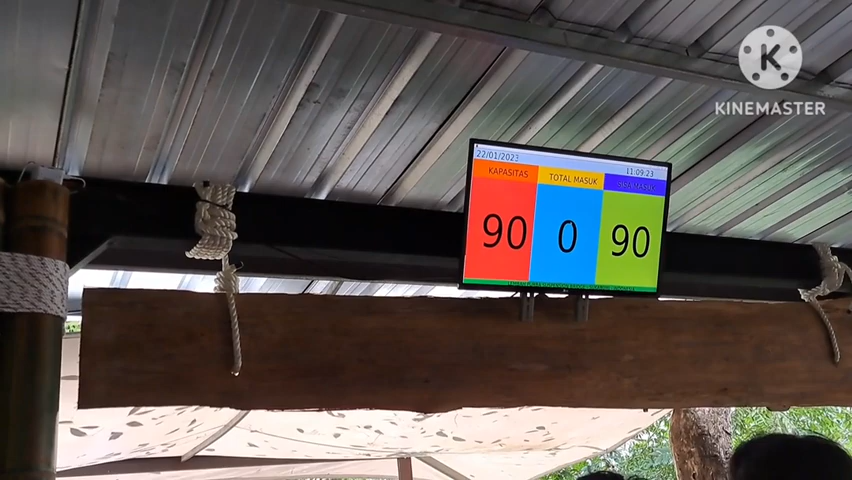 K
KINEMASTER
22/01/2023 11:09:23
KAPASITAS TOTAL MASUK
90 0 90